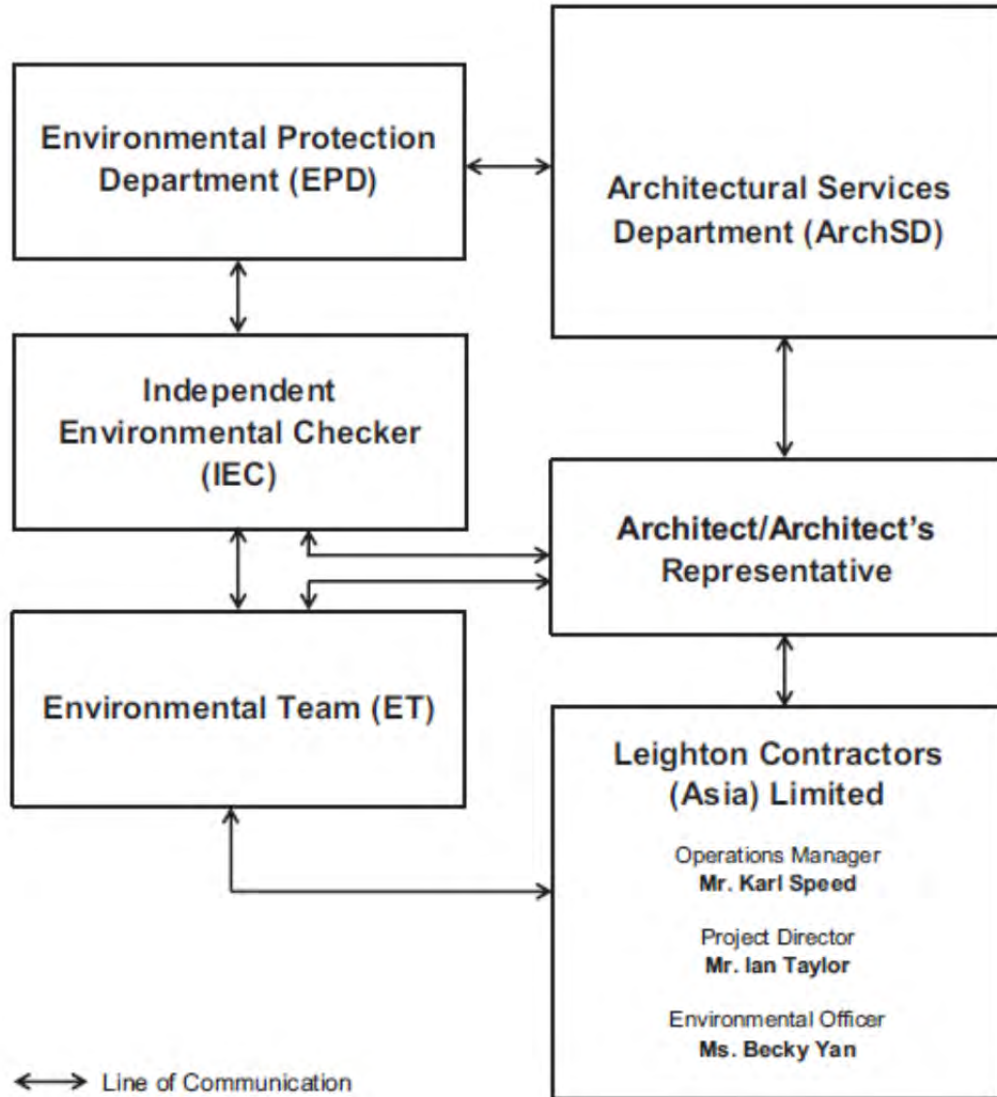 Environmental Protection
Department (EPD)
Architectural Services
Department (ArchSD)
Independent
Environmental Checker
(IEC)
Architect/Architect’s
Representative
Environmental Team (ET)
Leighton Contractors
(Asia) Limited
Operations Manager
Mr. Karl Speed
Project Director
Mr. Ian Taylor
Environmental Officer
Ms. Becky Yan
Line of Communication